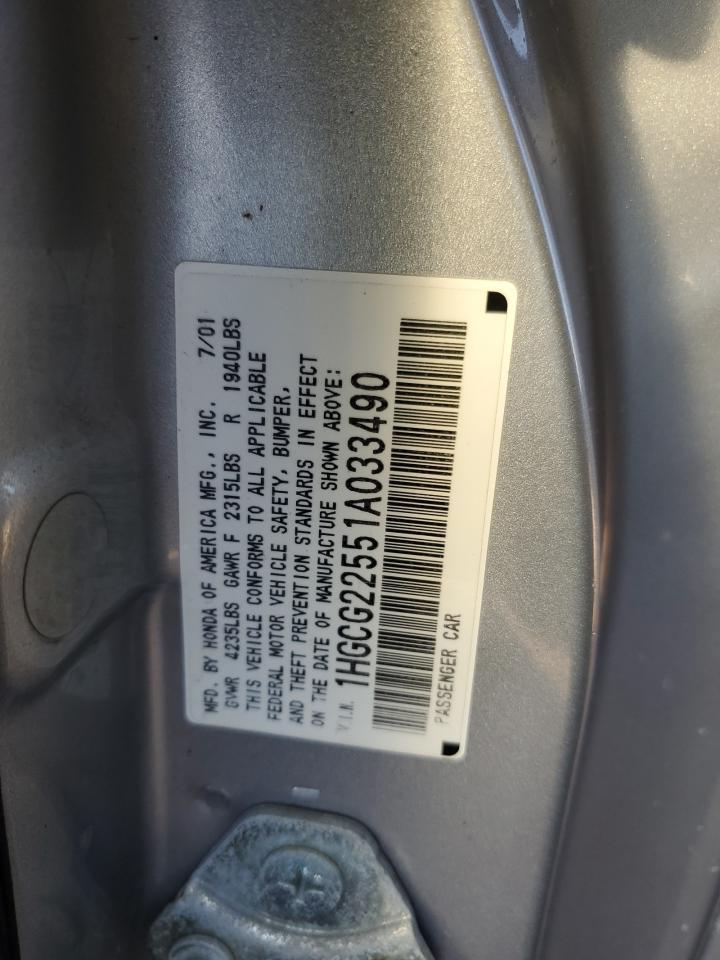 MFD. BY HONDA OF AMERICA MFG., INC. 7/01
GVWR 4235LBS GAWR F 2315LBS R 1940LBS
THIS VEHICLE CONFORMS TO ALL APPLICABLE
FEDERAL MOTOR VEHICLE SAFETY, BUMPER,
AND THEFT PREVENTION STANDARDS IN EFFECT
ON THE DATE OF MANUFACTURE SHOWN ABOVE:
V.I.N. 1HGCG22551A033490
PASSENGER CAR